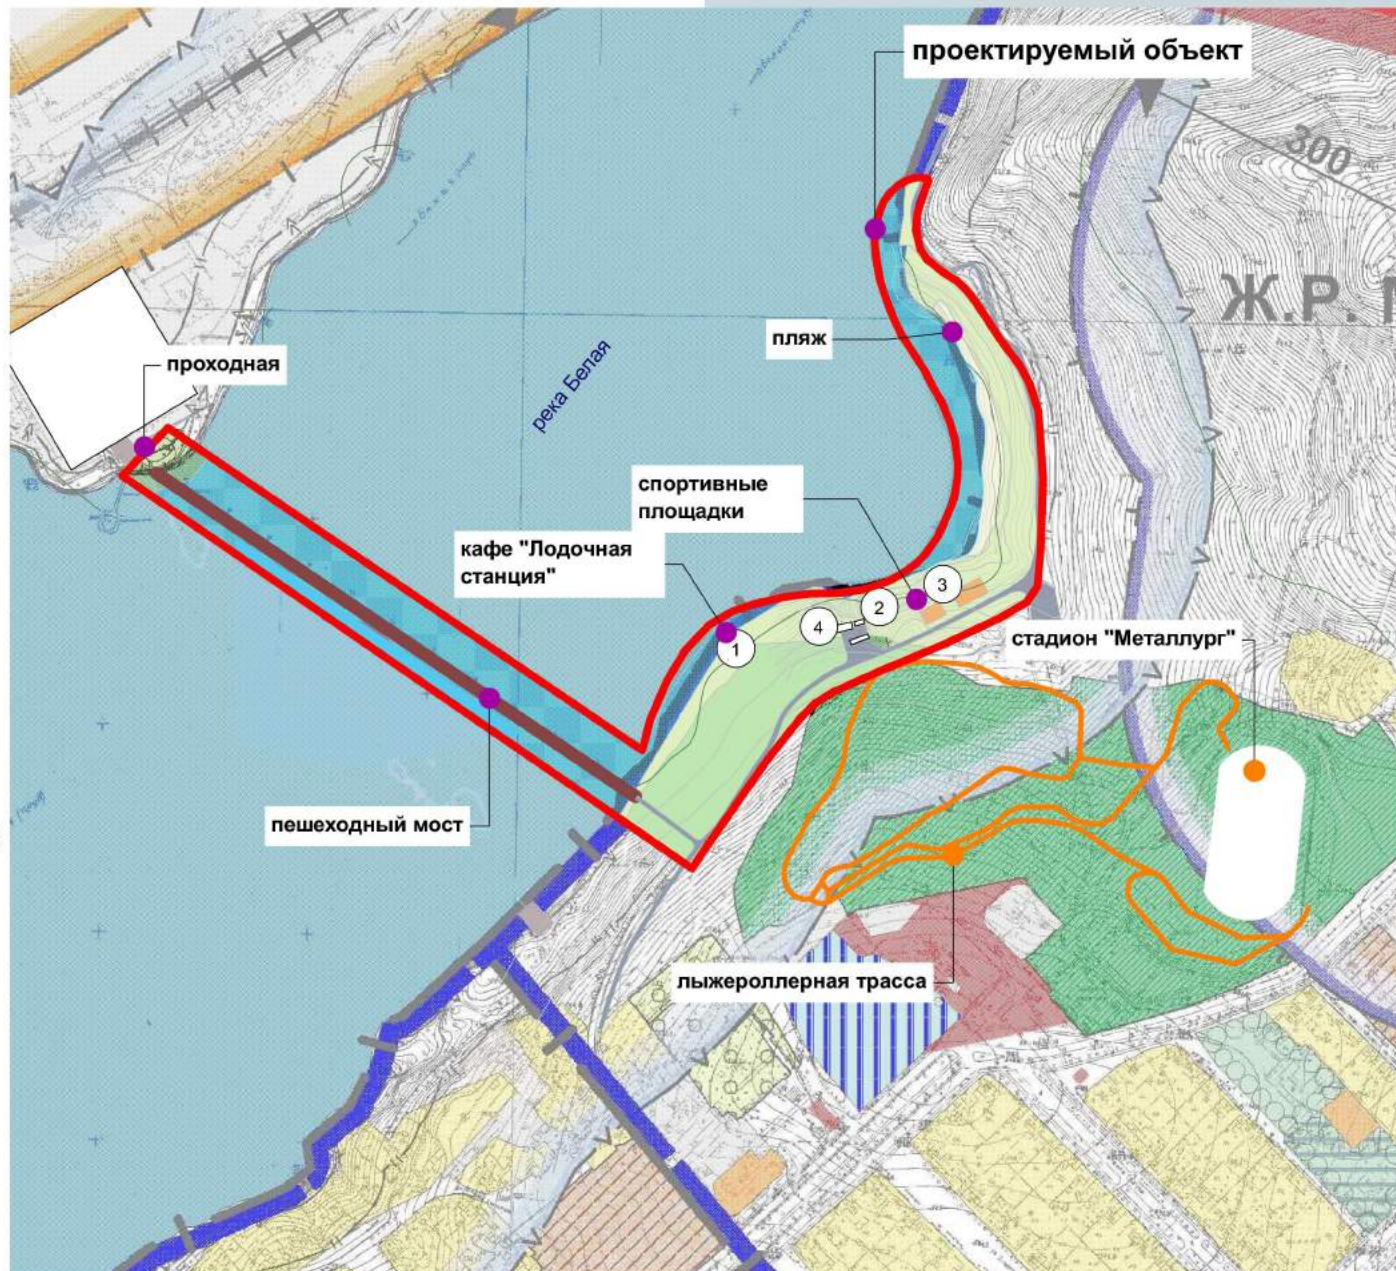 проектируемый объект
300
Ж.Р.
пляж
проходная
река Белая
спортивные
площадки
кафе "Лодочная
станция"
3
2
4
1
стадион "Металлург"
пешеходный мост
лыжероллерная трасса